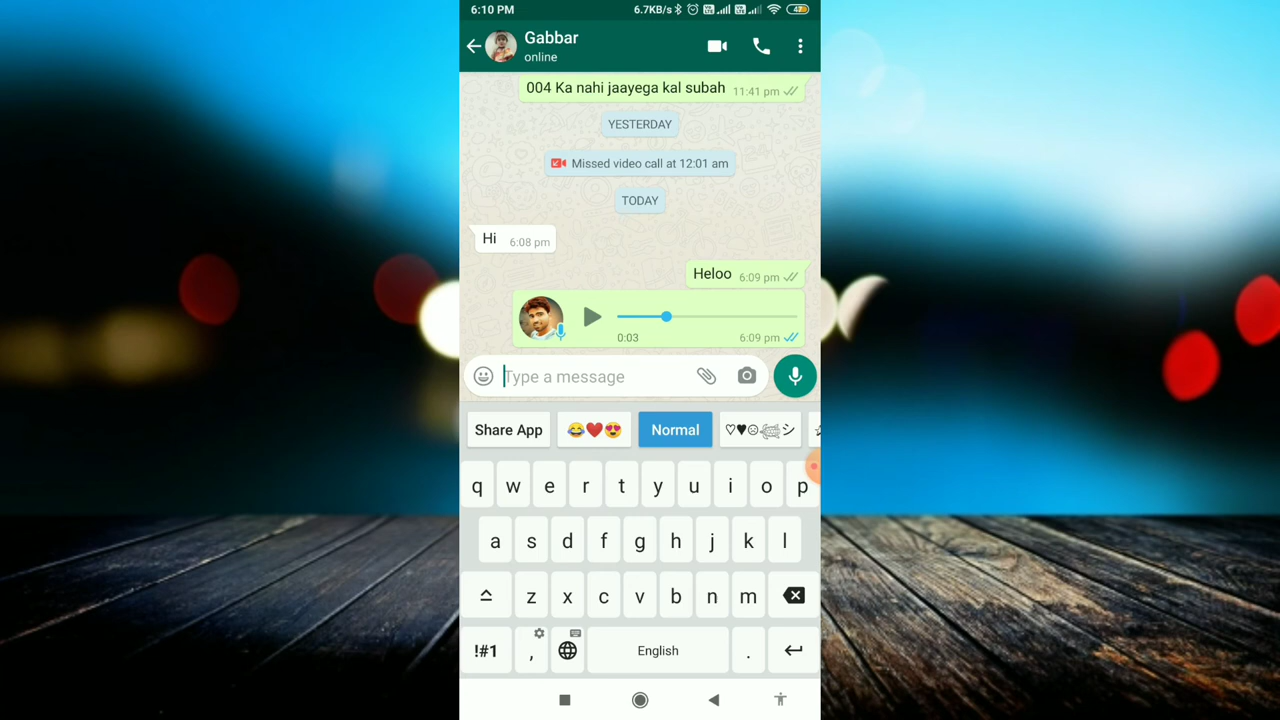 6:10 PM 6.7KB/s 47
Gabbar
online
004 Ka nahi jaayega kal subah 11:41 pm
YESTERDAY
Missed video call at 12:01 am
TODAY
Hi 6:08 pm
Heloo 6:09 pm
0:03 6:09 pm
Type a message
Share App 😂❤️😍 Normal
q w e r t y u i o p
a s d f g h j k l
z x c v b n m
!#1 , English .